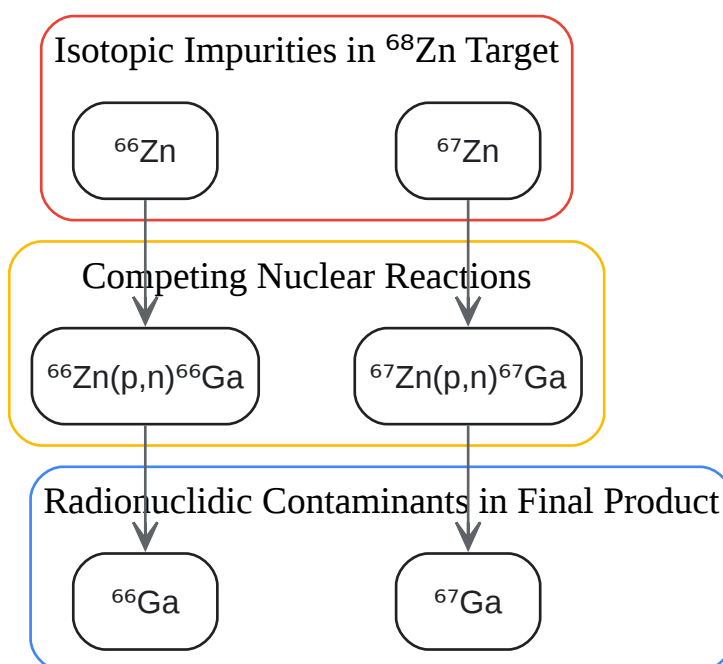 Isotopic Impurities in ⁶⁸Zn Target
⁶⁶Zn
⁶⁷Zn
Competing Nuclear Reactions
⁶⁶Zn(p,n)⁶⁶Ga
⁶⁷Zn(p,n)⁶⁷Ga
Radionuclidic Contaminants in Final Product
⁶⁶Ga
⁶⁷Ga